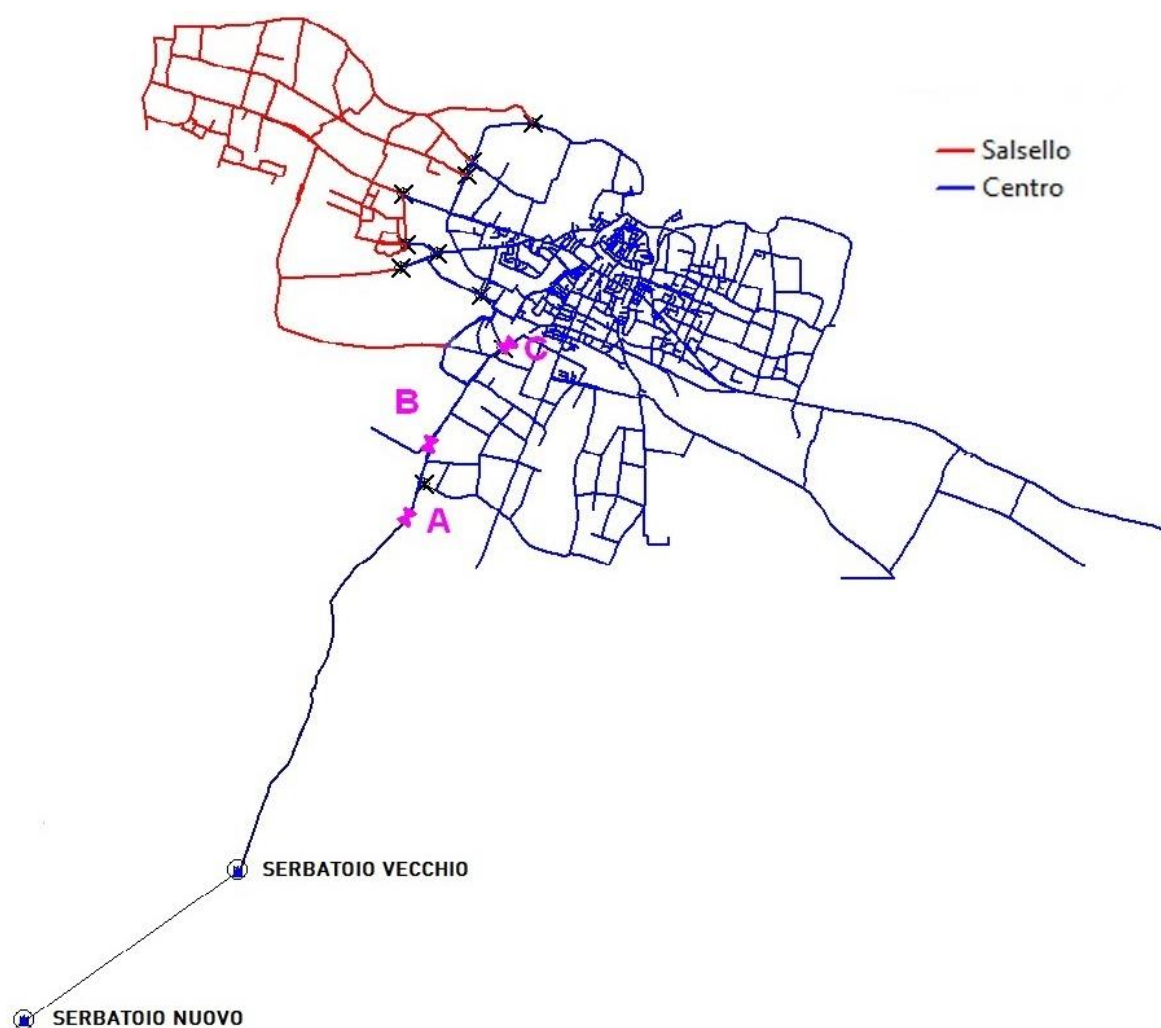 Salsello
Centro
C
B
A
SERBATOIO VECCHIO
SERBATOIO NUOVO